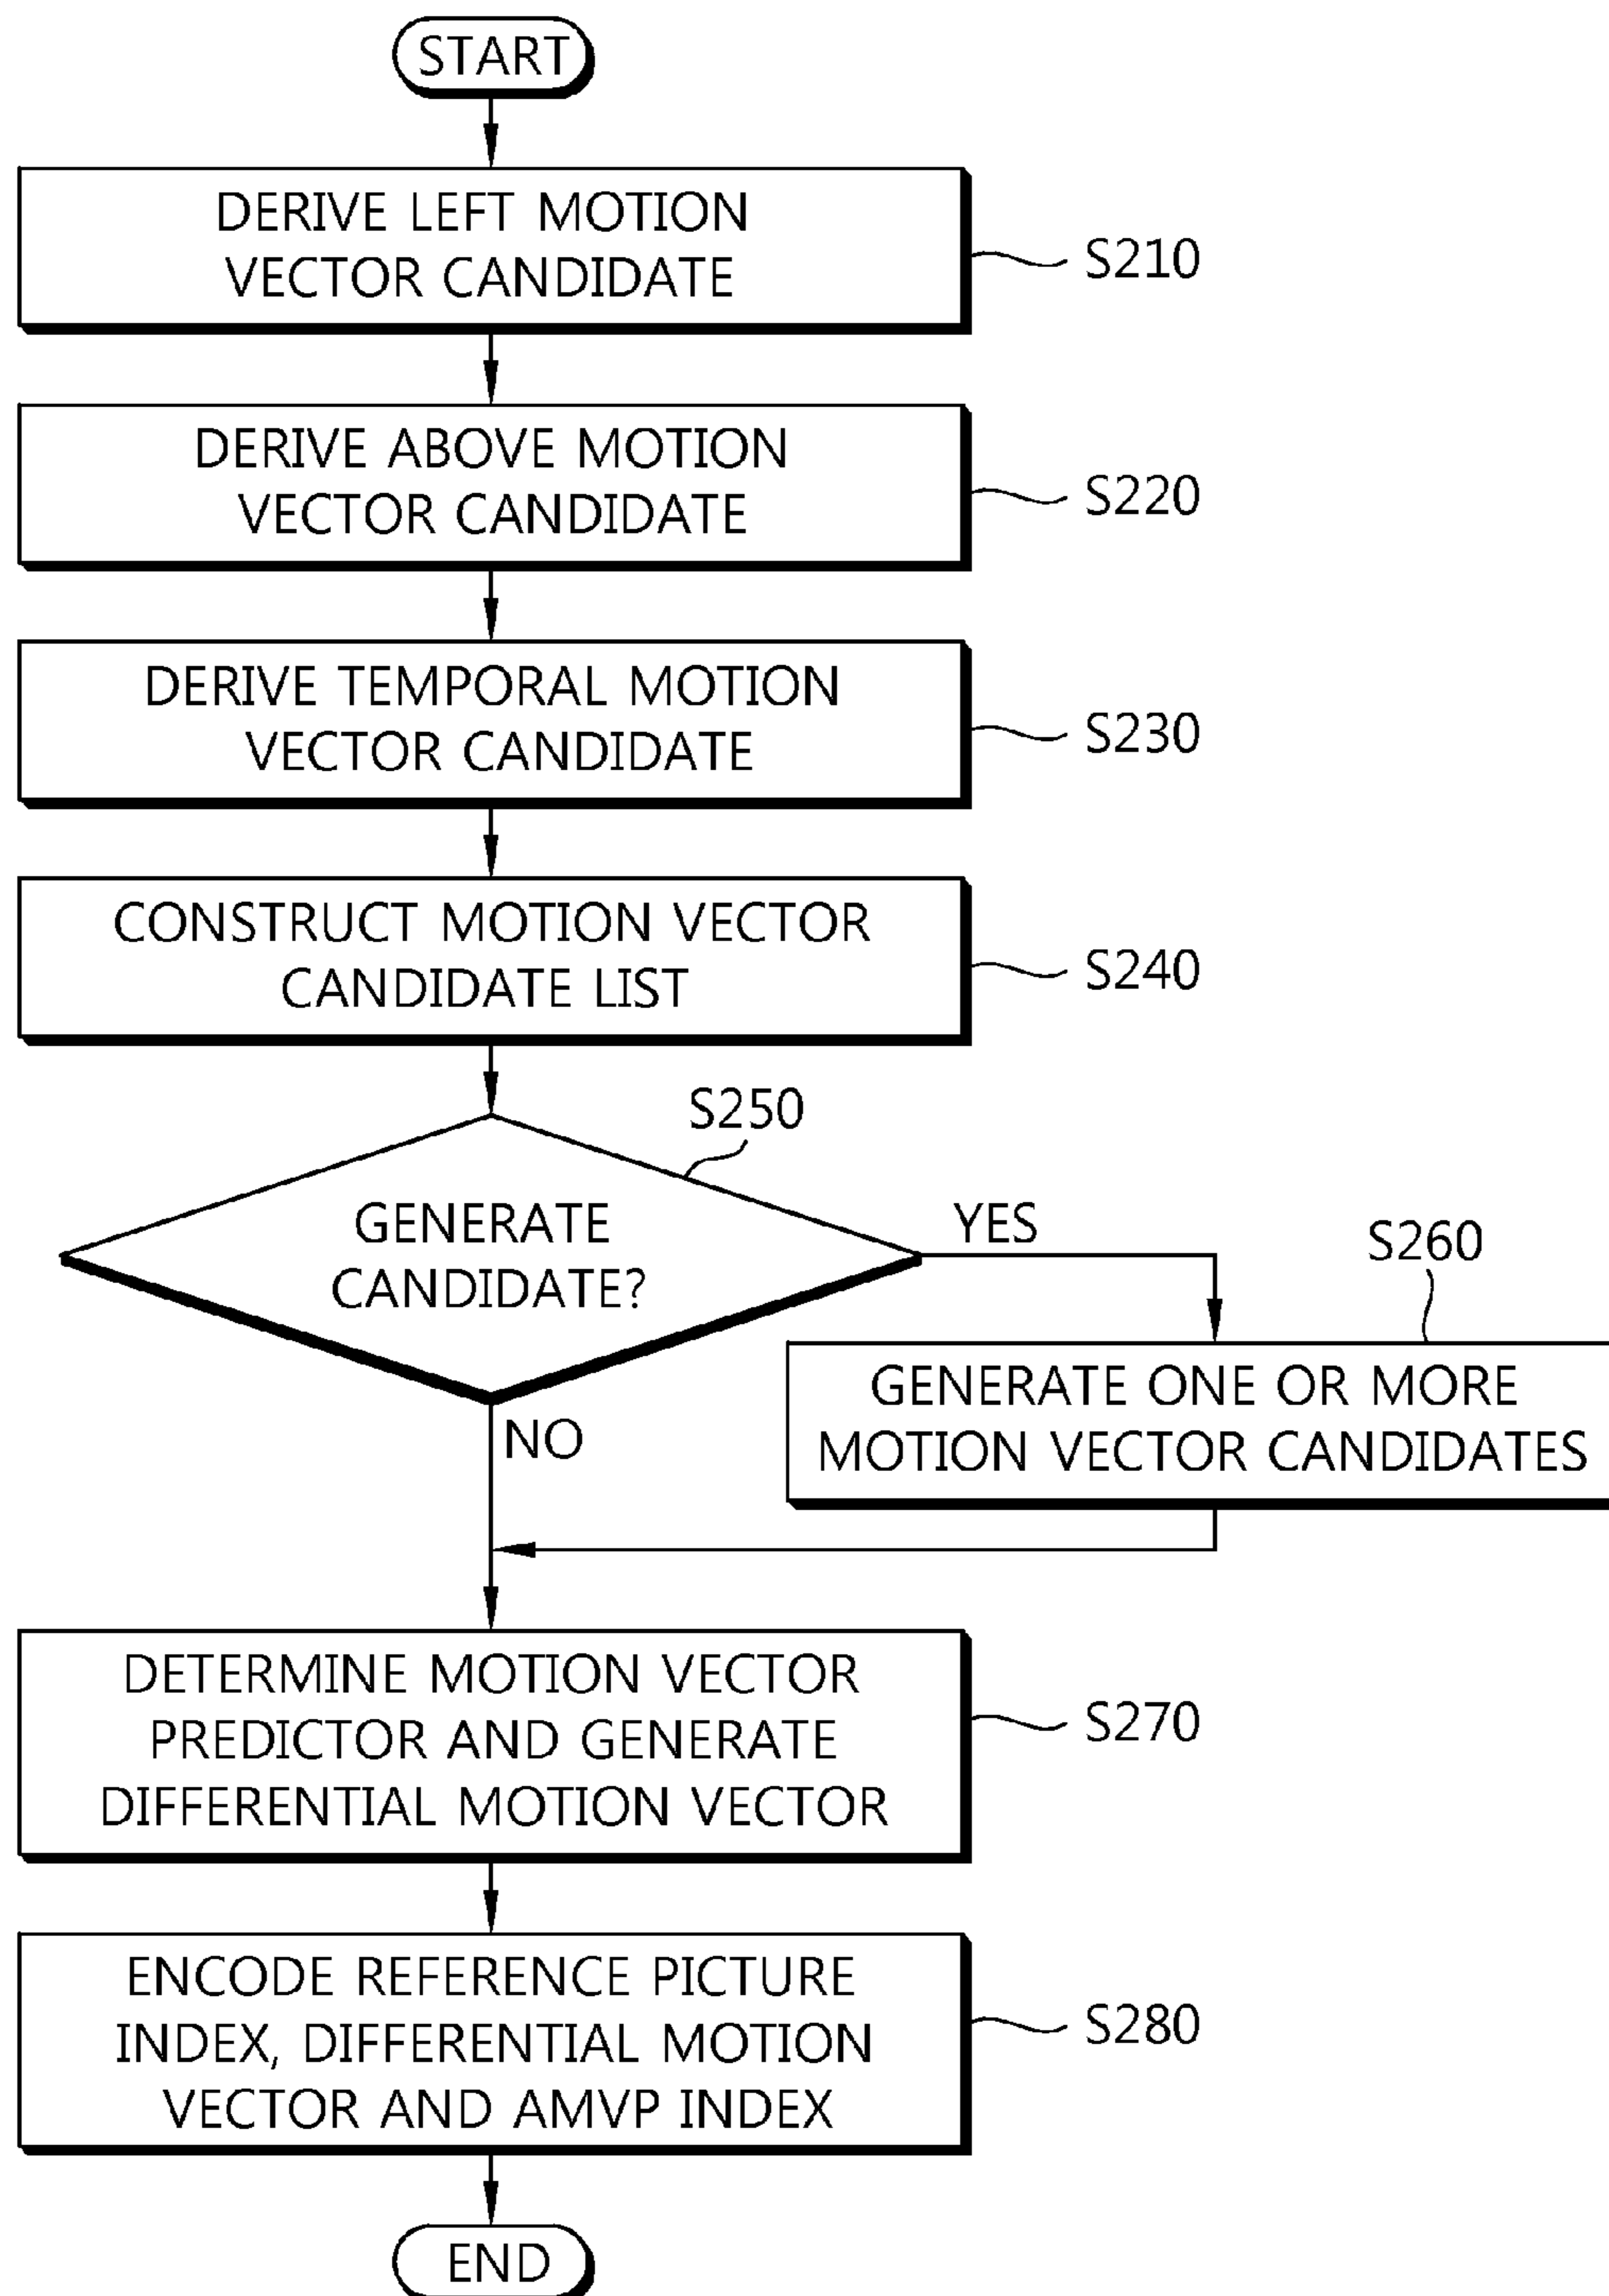 START
DERIVE LEFT MOTION
VECTOR CANDIDATE
S210
DERIVE ABOVE MOTION
VECTOR CANDIDATE
S220
DERIVE TEMPORAL MOTION
VECTOR CANDIDATE
S230
CONSTRUCT MOTION VECTOR
CANDIDATE LIST
S240
S250
GENERATE
CANDIDATE?
YES
S260
GENERATE ONE OR MORE
MOTION VECTOR CANDIDATES
NO
DETERMINE MOTION VECTOR
PREDICTOR AND GENERATE
DIFFERENTIAL MOTION VECTOR
S270
ENCODE REFERENCE PICTURE
INDEX, DIFFERENTIAL MOTION
VECTOR AND AMVP INDEX
S280
END